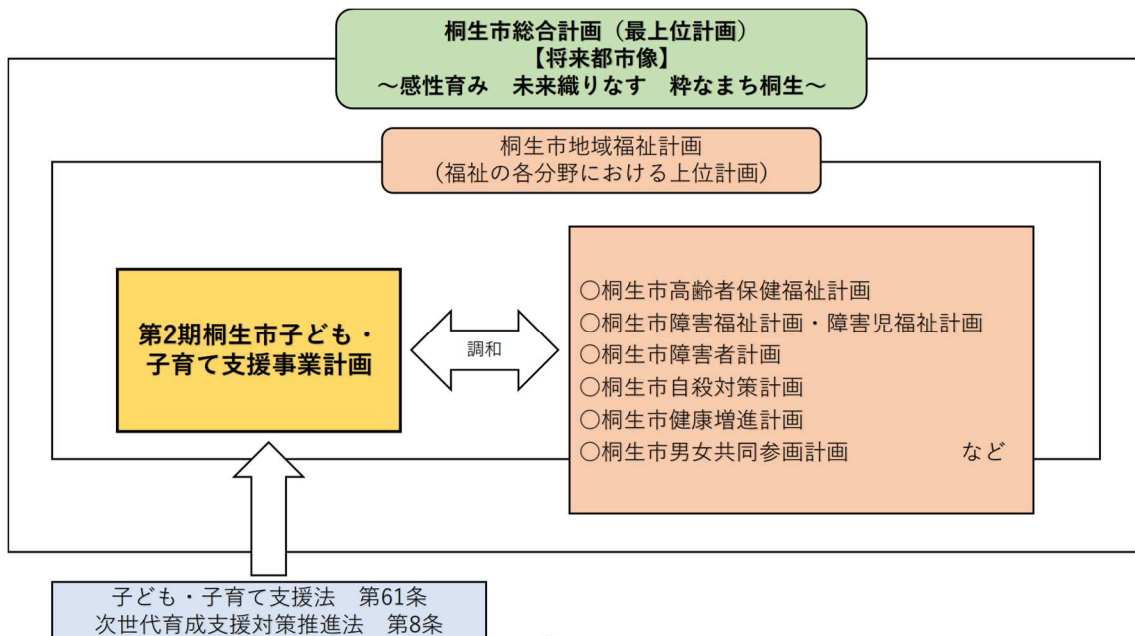 桐生市総合計画（最上位計画）
【将来都市像】
～感性育み　未来織りなす　粋なまち桐生～
桐生市地域福祉計画
（福祉の各分野における上位計画）
第2期桐生市子ども・
子育て支援事業計画
調和
○桐生市高齢者保健福祉計画
○桐生市障害福祉計画・障害児福祉計画
○桐生市障害者計画
○桐生市自殺対策計画
○桐生市健康増進計画
○桐生市男女共同参画計画　　　　　など
子ども・子育て支援法　第61条
次世代育成支援対策推進法　第8条